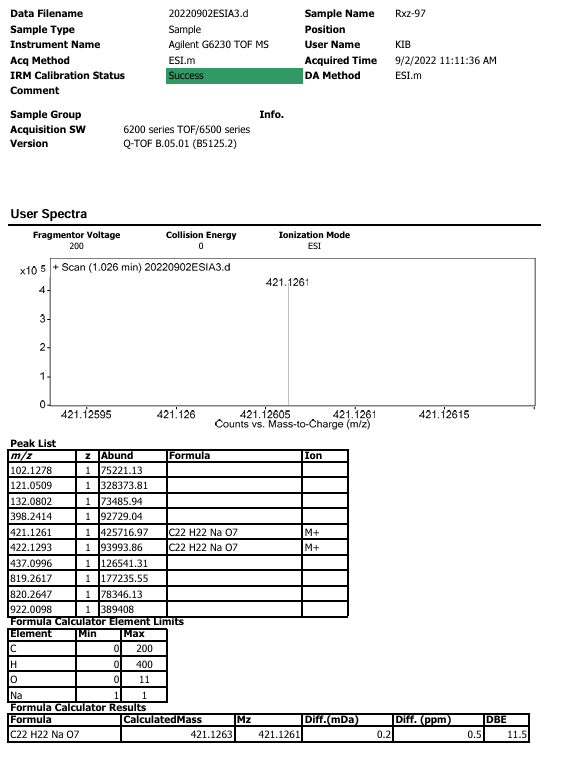 Data Filename 20220902ESIA3.d Sample Name Rxz-97
Sample Type Sample Position
Instrument Name Agilent G6230 TOF MS User Name KIB
Acq Method ESI.m Acquired Time 9/2/2022 11:11:36 AM
IRM Calibration Status Success DA Method ESI.m
Comment
Sample Group Info.
Acquisition SW 6200 series TOF/6500 series
Version Q-TOF B.05.01 (B5125.2)
User Spectra
Fragmentor Voltage Collision Energy Ionization Mode
200 0 ESI
x10 5 + Scan (1.026 min) 20220902ESIA3.d
421.1261
4
3
2
1
0
421.12595 421.126 421.12605 421.1261 421.12615
Counts vs. Mass-to-Charge (m/z)
Peak List
m/z z Abund Formula Ion
102.1278 1 75221.13
121.0509 1 328373.81
132.0802 1 73485.94
398.2414 1 92729.04
421.1261 1 425716.97 C22 H22 Na O7 M+
422.1293 1 93993.86 C22 H22 Na O7 M+
437.0996 1 126541.31
819.2617 1 177235.55
820.2647 1 78346.13
922.0098 1 389408
Formula Calculator Element Limits
Element Min Max
C 0 200
H 0 400
O 0 11
Na 1 1
Formula Calculator Results
Formula CalculatedMass Mz Diff.(mDa) Diff. (ppm) DBE
C22 H22 Na O7 421.1263 421.1261 0.2 0.5 11.5